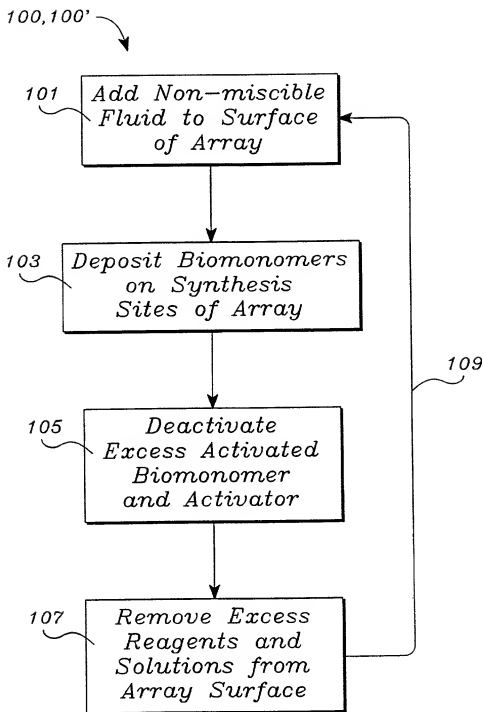 100,100'
101
Add Non-miscible
Fluid to Surface
of Array
103
Deposit Biomonomers
on Synthesis
Sites of Array
109
105
Deactivate
Excess Activated
Biomonomer
and Activator
107
Remove Excess
Reagents and
Solutions from
Array Surface